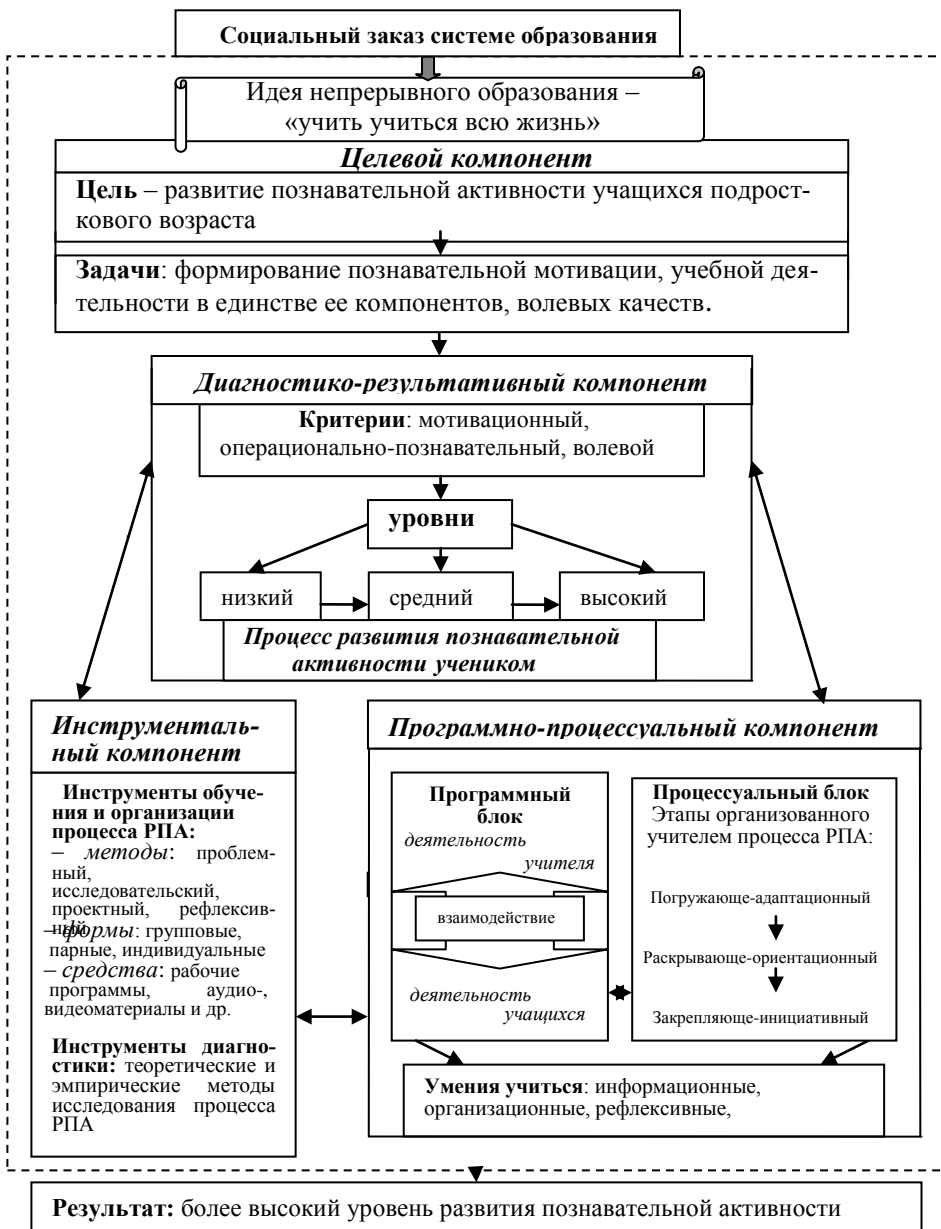 Социальный заказ системе образования
Идея непрерывного образования –
«учить учиться всю жизнь»
Целевой компонент
Цель – развитие познавательной активности учащихся подрост-
кового возраста
Задачи: формирование познавательной мотивации, учебной дея-
тельности в единстве ее компонентов, волевых качеств.
Диагностико-результативный компонент
Критерии: мотивационный,
операционально-познавательный, волевой
уровни
низкий
средний
высокий
Процесс развития познавательной
активности учеником
Инструменталь-
ный компонент
Инструменты обуче-
ния и организации
процесса РПА:
– методы: проблем-
ный,
исследовательский,
проектный, рефлексив-
ный
– формы: групповые,
парные, индивидуальные
– средства: рабочие
программы, аудио-,
видеоматериалы и др.
Инструменты диагно-
стики: теоретические и
эмпирические методы
исследования процесса
РПА
Программно-процессуальный компонент
Программный
блок
деятельность
учителя
взаимодействие
деятельность
учащихся
Процессуальный блок
Этапы организованного
учителем процесса РПА:
Погружающе-адаптационный
Раскрывающе-ориентационный
Закрепляюще-инициативный
Умения учиться: информационные,
организационные, рефлексивные,
Результат: более высокий уровень развития познавательной активности